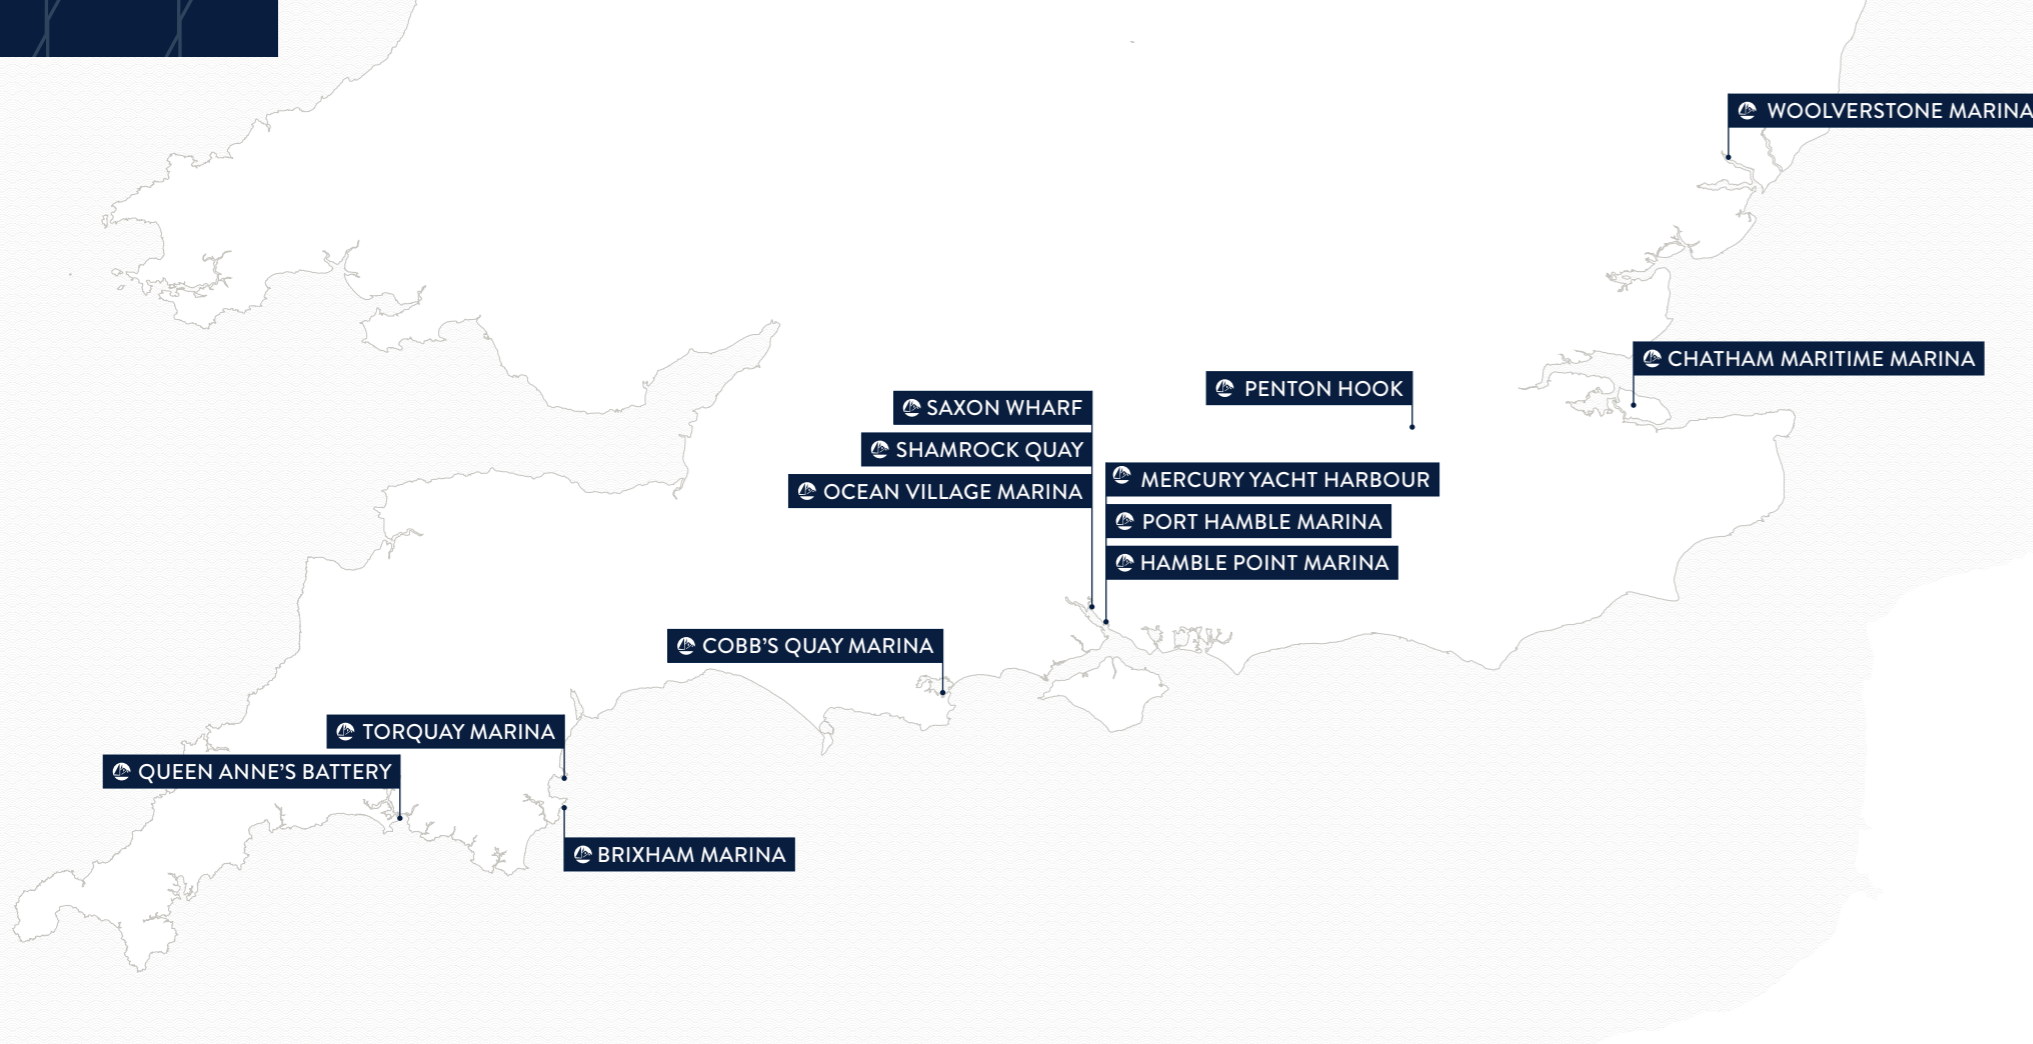 WOOLVERSTONE MARINA
CHATHAM MARITIME MARINA
PENTON HOOK
SAXON WHARF
SHAMROCK QUAY
OCEAN VILLAGE MARINA
MERCURY YACHT HARBOUR
PORT HAMBLE MARINA
HAMBLE POINT MARINA
COBB'S QUAY MARINA
TORQUAY MARINA
QUEEN ANNE'S BATTERY
BRIXHAM MARINA